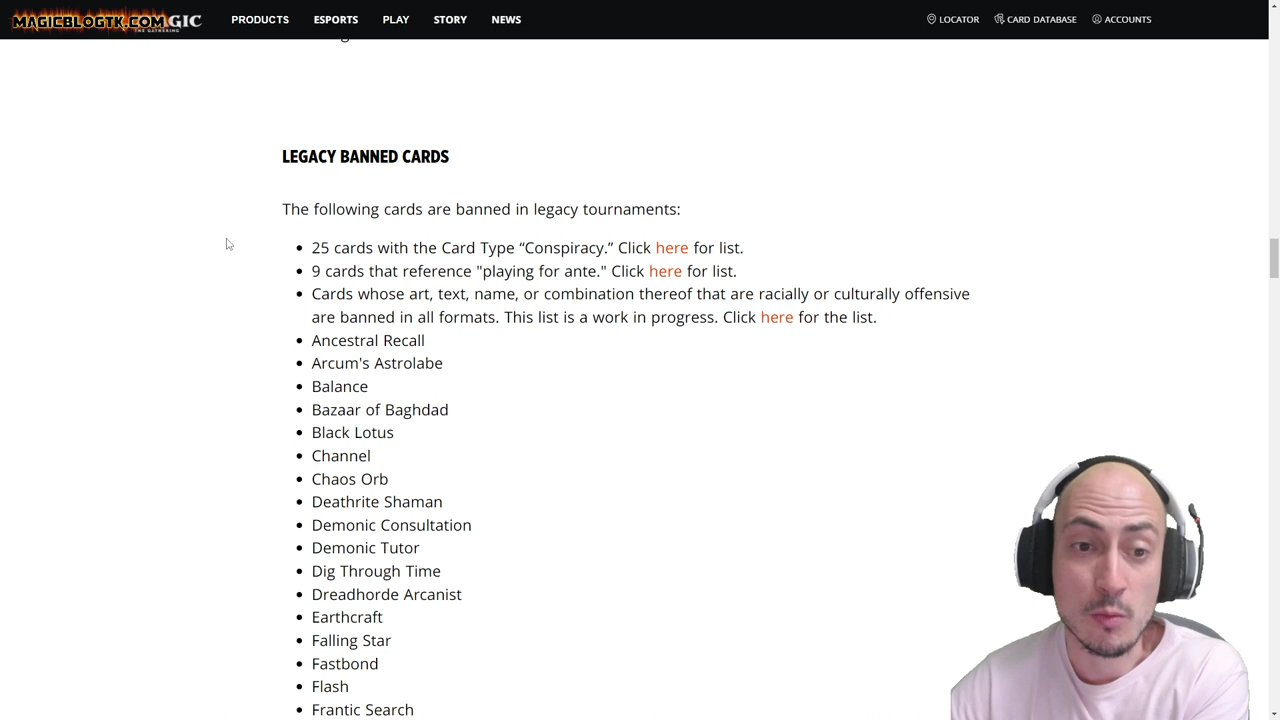 MAGICBLOGTK.COM GIC
THE GATHERING
PRODUCTS ESPORTS PLAY STORY NEWS
LOCATOR CARD DATABASE ACCOUNTS
LEGACY BANNED CARDS
The following cards are banned in legacy tournaments:
• 25 cards with the Card Type “Conspiracy.” Click here for list.
• 9 cards that reference "playing for ante." Click here for list.
• Cards whose art, text, name, or combination thereof that are racially or culturally offensive
are banned in all formats. This list is a work in progress. Click here for the list.
• Ancestral Recall
• Arcum's Astrolabe
• Balance
• Bazaar of Baghdad
• Black Lotus
• Channel
• Chaos Orb
• Deathrite Shaman
• Demonic Consultation
• Demonic Tutor
• Dig Through Time
• Dreadhorde Arcanist
• Earthcraft
• Falling Star
• Fastbond
• Flash
• Frantic Search